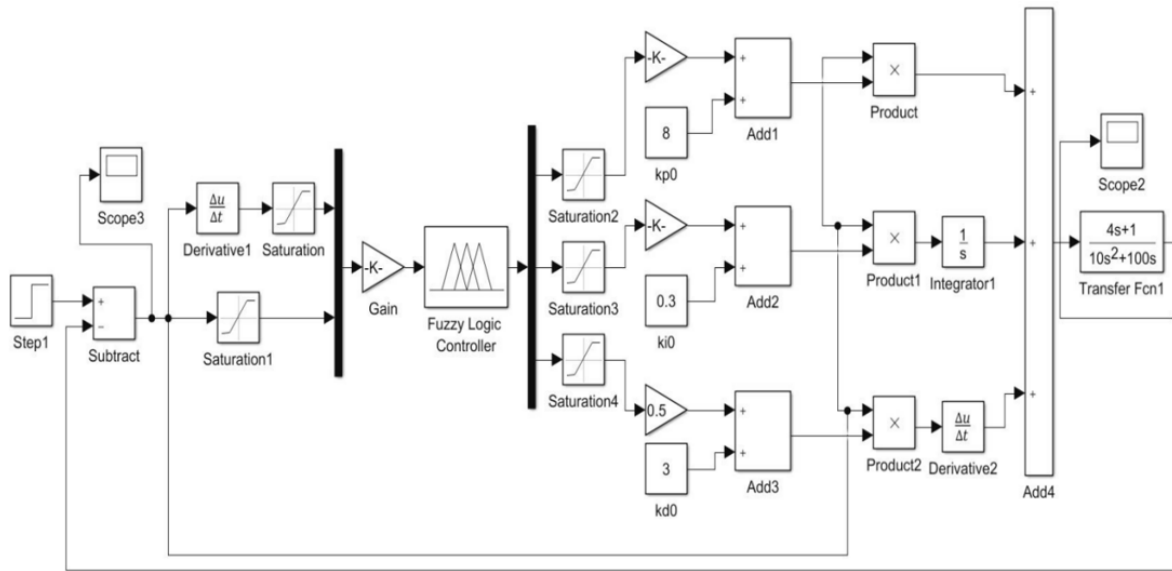 Scope3
Δu
Δt
Derivative1
Saturation
Step1
+
−
Subtract
Saturation1
-K-
Gain
Fuzzy Logic
Controller
Saturation2
Saturation3
Saturation4
-K-
8
kp0
+
+
Add1
×
Product
-K-
0.3
ki0
+
+
Add2
×
Product1
1
s
Integrator1
0.5
3
kd0
+
+
Add3
×
Product2
Δu
Δt
Derivative2
+
+
+
Add4
Scope2
4s+1
10s²+100s
Transfer Fcn1